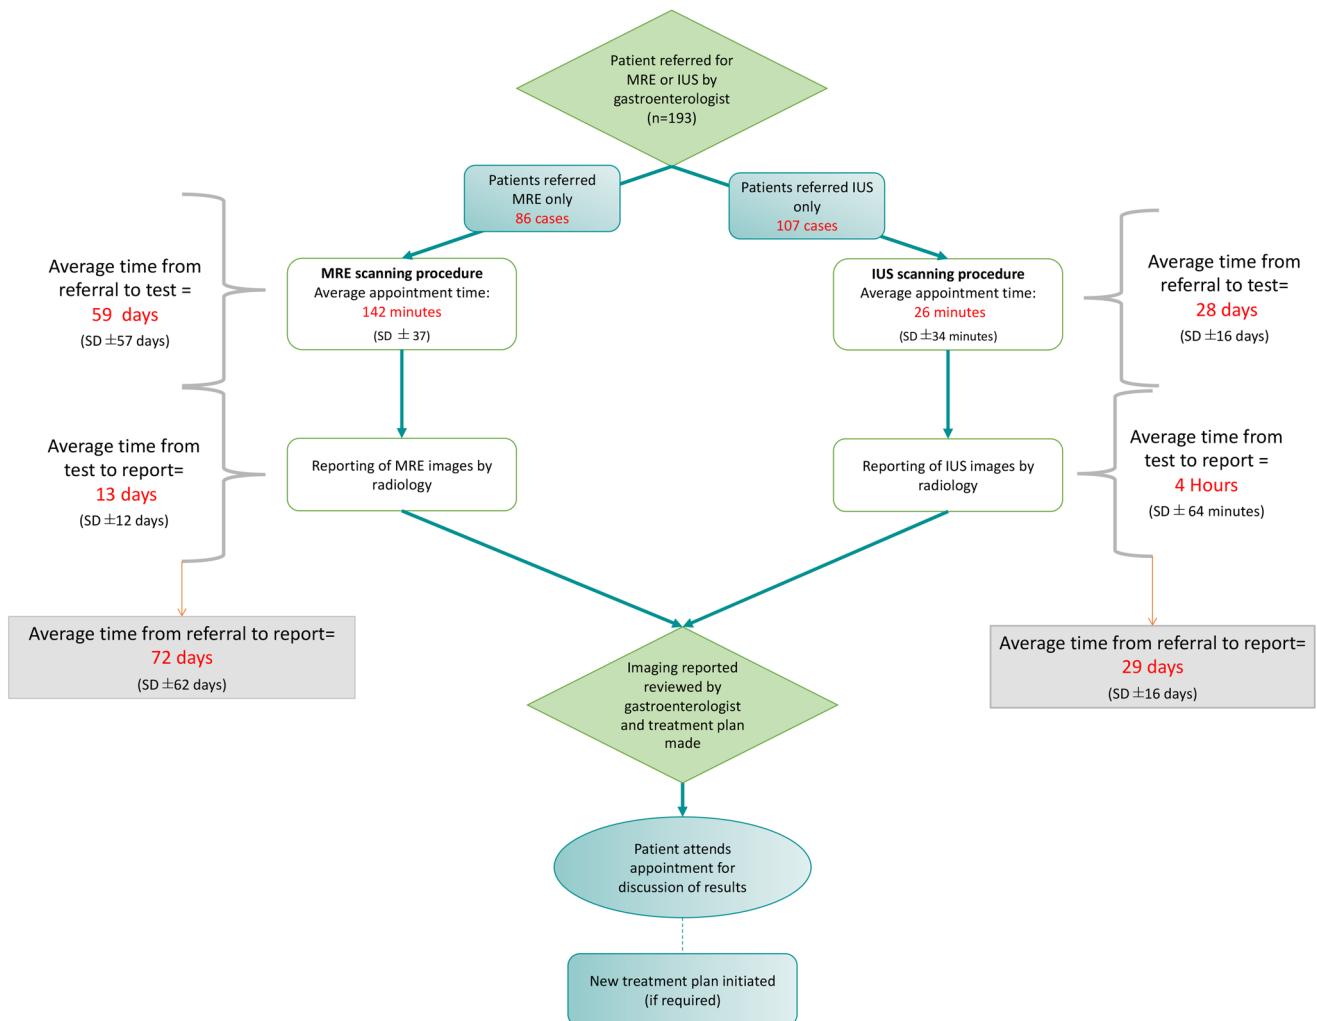 Patient referred for
MRE or IUS by
gastroenterologist
(n=193)
Patients referred
MRE only
86 cases
Patients referred IUS
only
107 cases
Average time from
referral to test =
59 days
(SD ±57 days)
MRE scanning procedure
Average appointment time:
142 minutes
(SD ± 37)
IUS scanning procedure
Average appointment time:
26 minutes
(SD ±34 minutes)
Average time from
referral to test=
28 days
(SD ±16 days)
Average time from
test to report=
13 days
(SD ±12 days)
Reporting of MRE images by
radiology
Reporting of IUS images by
radiology
Average time from
test to report =
4 Hours
(SD ± 64 minutes)
Average time from referral to report=
72 days
(SD ±62 days)
Average time from referral to report=
29 days
(SD ±16 days)
Imaging reported
reviewed by
gastroenterologist
and treatment plan
made
Patient attends
appointment for
discussion of results
New treatment plan initiated
(if required)